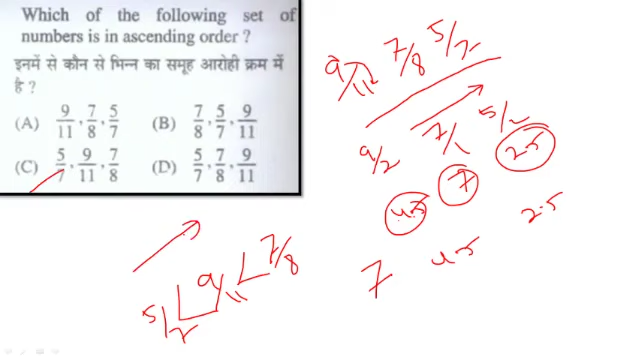 Which of the following set of
numbers is in ascending order ?
इनमें से कौन से भिन्न का समूह आरोही क्रम में
है ?
(A) 9/11, 7/8, 5/7 (B) 7/8, 5/7, 9/11
(C) 5/7, 9/11, 7/8 (D) 5/7, 7/8, 9/11
9/11 7/8 5/7
9/2 7/1 5/2
4.5 7 2.5
7 4.5 2.5
5/7 9/11 7/8